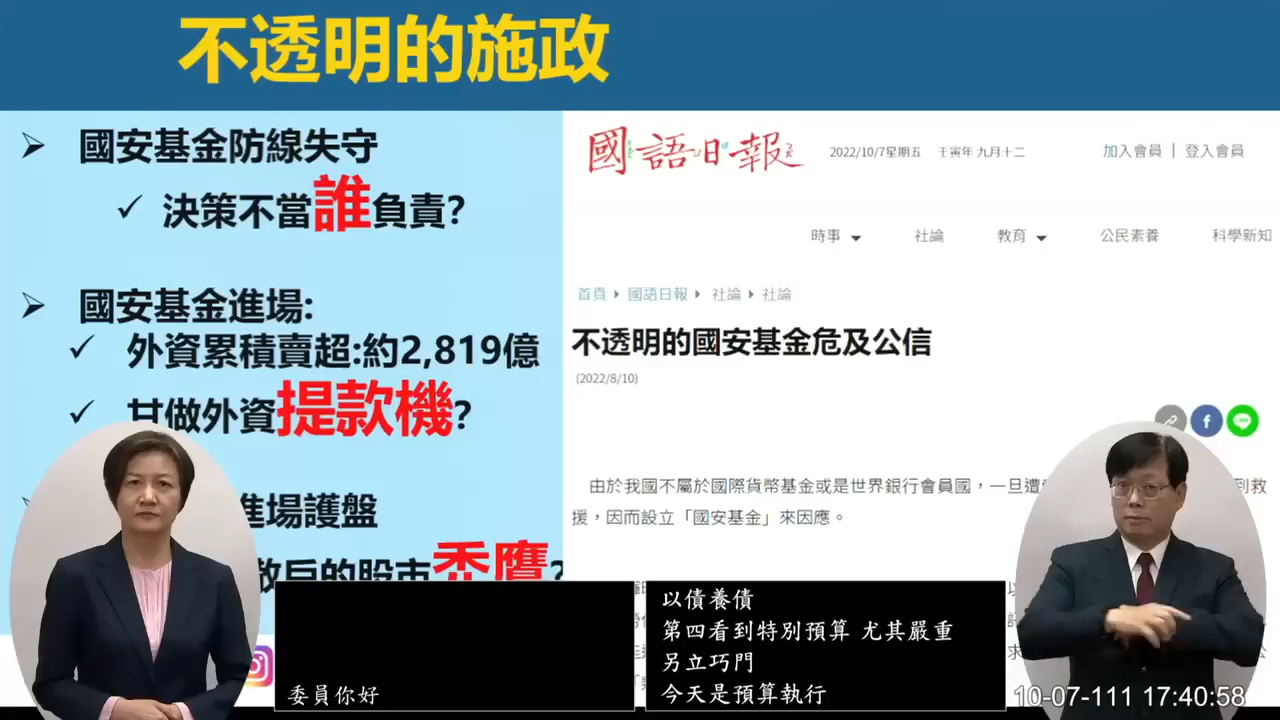 不透明的施政
國安基金防線失守
決策不當誰負責?
國安基金進場:
外資累積賣超:約2,819億
甘做外資提款機?
進場護盤
散戶的股市禿鷹?
國語日報
2022/10/7星期五 壬寅年 九月十二
加入會員 | 登入會員
時事 社論 教育 公民素養 科學新知
首頁 國語日報 社論 社論
不透明的國安基金危及公信
(2022/8/10)
由於我國不屬於國際貨幣基金或是世界銀行會員國，一旦遭
到救
援，因而設立「國安基金」來因應。
委員你好
以債養債
第四看到特別預算 尤其嚴重
另立巧門
今天是預算執行
10-07-111 17:40:58